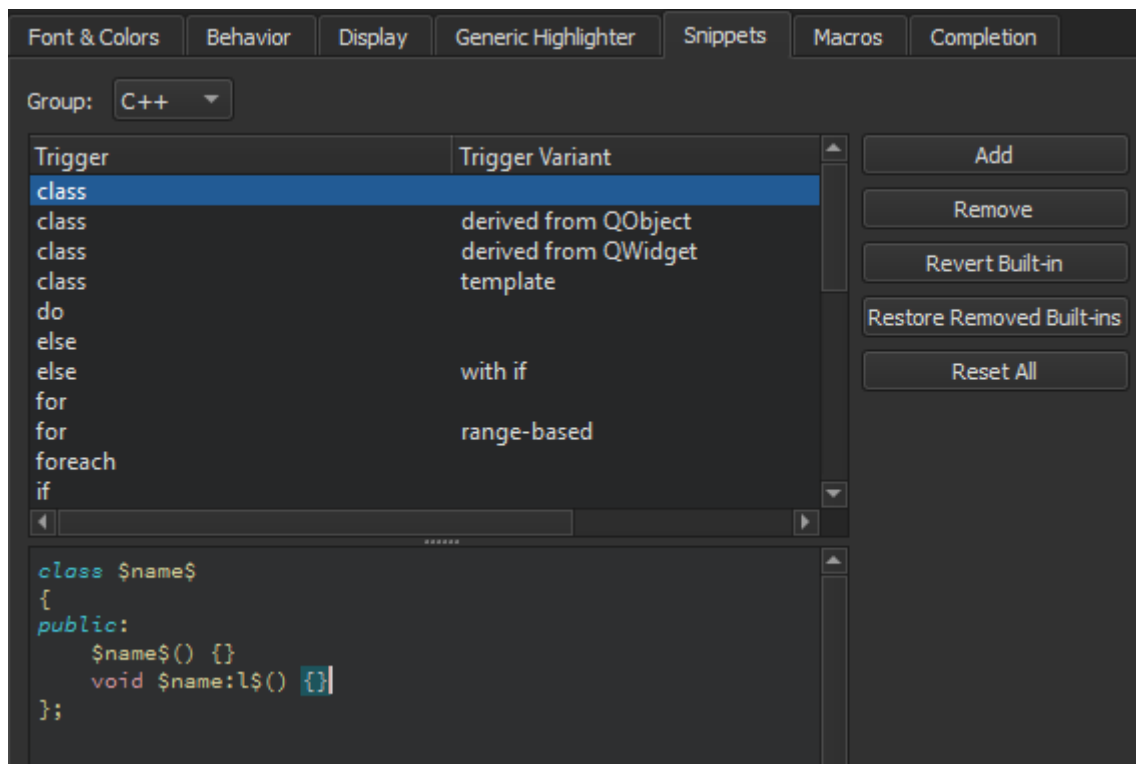 Font & Colors Behavior Display Generic Highlighter Snippets Macros Completion
Group: C++
Trigger Trigger Variant
class
class derived from QObject
class derived from QWidget
class template
do
else
else with if
for
for range-based
foreach
if
Add
Remove
Revert Built-in
Restore Removed Built-ins
Reset All
class $name$
{
public:
    $name$() {}
    void $name:l$() {}
};